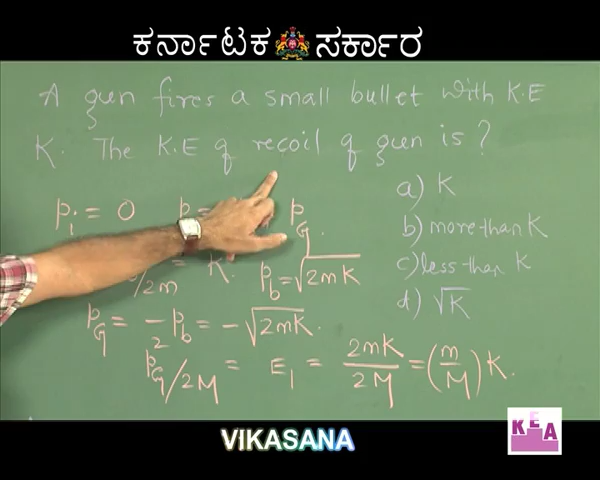 ಕರ್ನಾಟಕ ಸರ್ಕಾರ
A gun fires a small bullet with K.E
K. The K.E of recoil of gun is?
a) K
b) more than K
c) less than K
d) √K
Pi = 0 P = PG
/2m = K. Pb = √2mK
PG = -Pb = -√2mK.
PG²/2M = E1 = 2mK/2M = (m/M) K.
KEA
VIKASANA